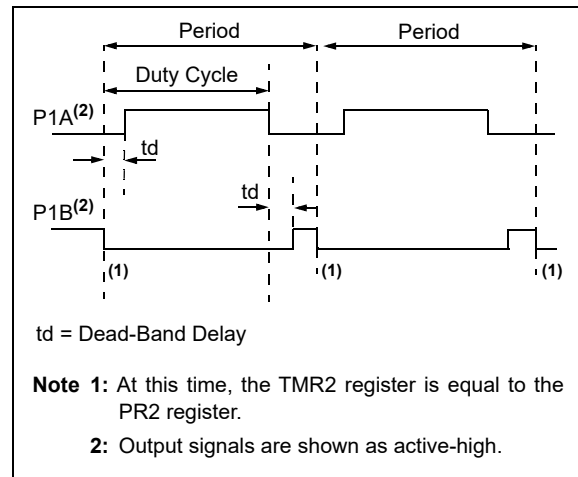 Period Period
Duty Cycle
P1A(2)
td
td
P1B(2)
(1) (1) (1)
td = Dead-Band Delay
Note 1: At this time, the TMR2 register is equal to the
PR2 register.
2: Output signals are shown as active-high.